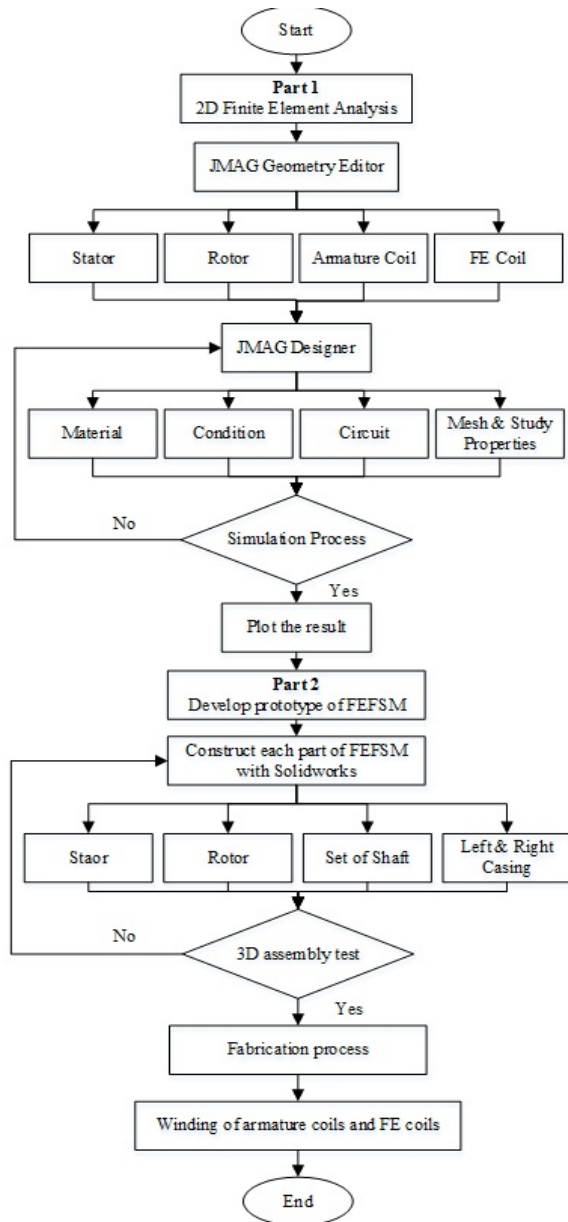 Start
Part 1
2D Finite Element Analysis
JMAG Geometry Editor
Stator
Rotor
Armature Coil
FE Coil
JMAG Designer
Material
Condition
Circuit
Mesh & Study
Properties
No
Simulation Process
Yes
Plot the result
Part 2
Develop prototype of FEFSM
Construct each part of FEFSM
with Solidworks
Staor
Rotor
Set of Shaft
Left & Right
Casing
No
3D assembly test
Yes
Fabrication process
Winding of armature coils and FE coils
End